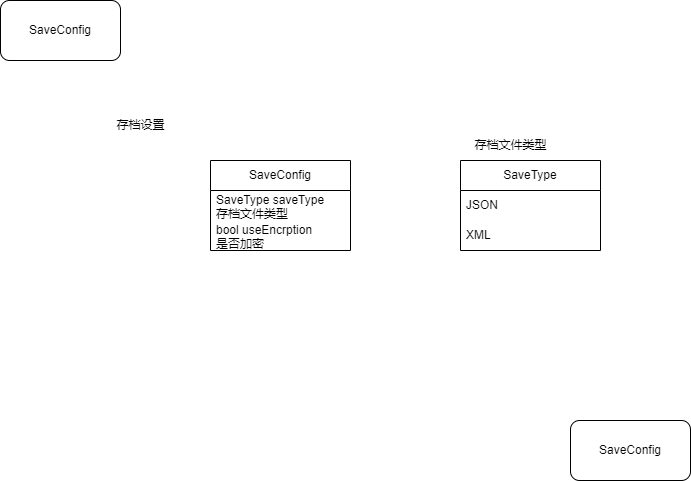 SaveConfig
存档设置
存档文件类型
SaveConfig
SaveType saveType
存档文件类型
bool useEncrption
是否加密
SaveType
JSON
XML
SaveConfig